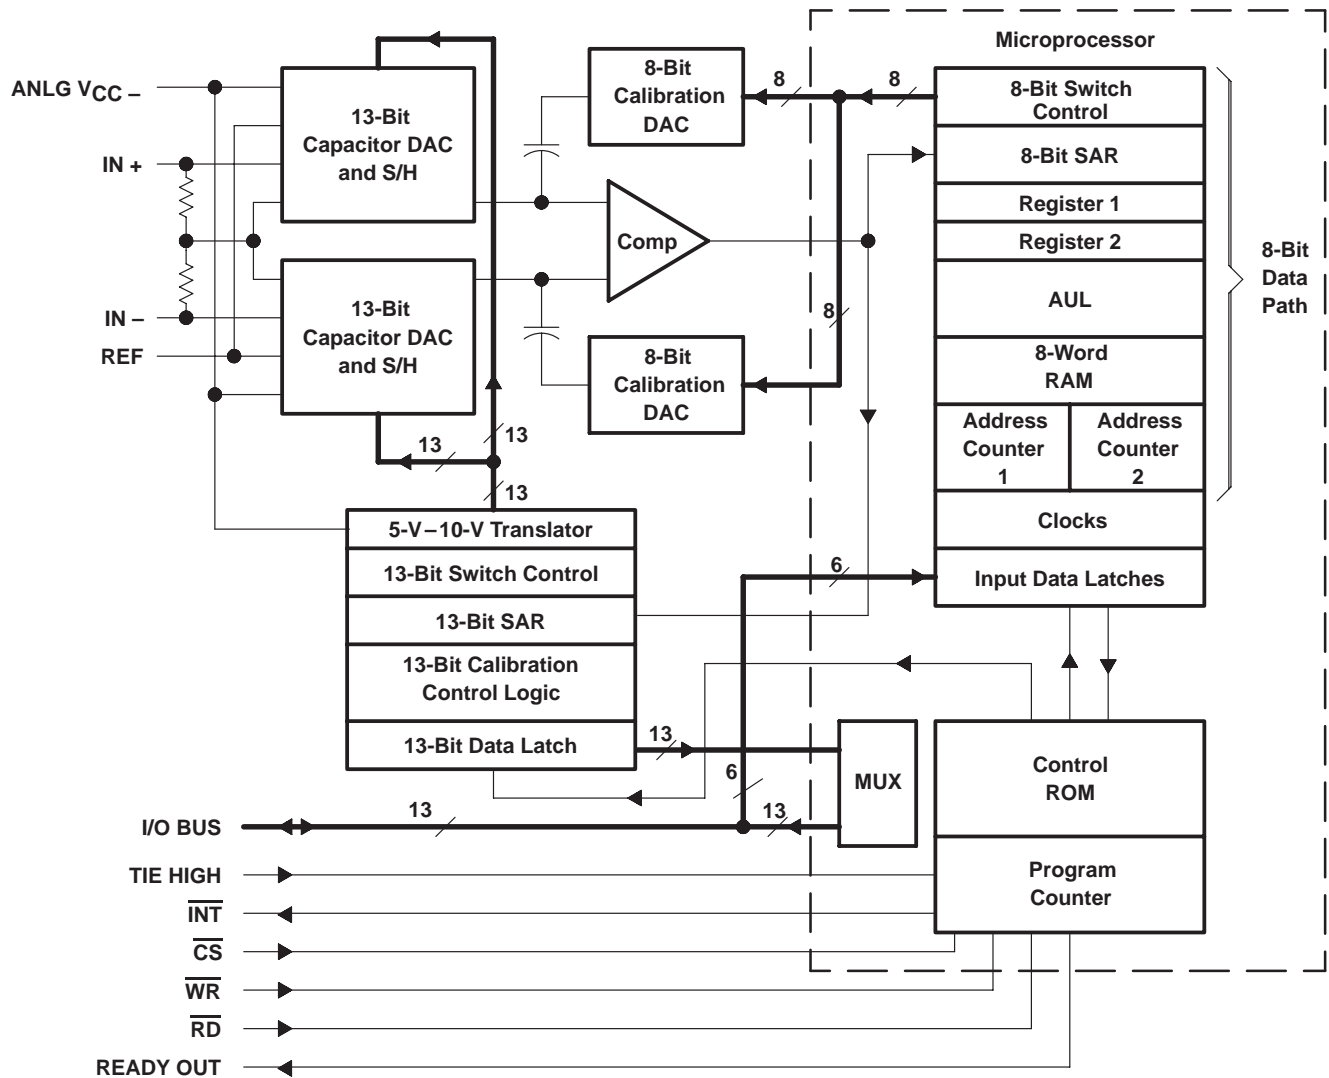 Microprocessor
ANLG VCC –
IN +
IN –
REF
13-Bit
Capacitor DAC
and S/H
13-Bit
Capacitor DAC
and S/H
8-Bit
Calibration
DAC
8
8
Comp
8
8-Bit
Calibration
DAC
13
13
13
8-Bit Switch
Control
8-Bit SAR
Register 1
Register 2
AUL
8-Word
RAM
Address
Counter
1
Address
Counter
2
Clocks
Input Data Latches
8-Bit
Data
Path
5-V – 10-V Translator
13-Bit Switch Control
13-Bit SAR
13-Bit Calibration
Control Logic
13-Bit Data Latch
6
13
6
MUX
Control
ROM
Program
Counter
I/O BUS
13
13
TIE HIGH
INT
CS
WR
RD
READY OUT